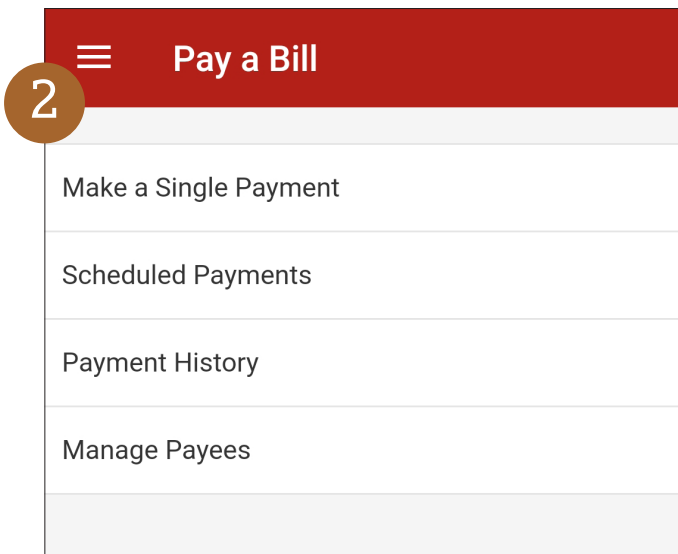 Pay a Bill
2
Make a Single Payment
Scheduled Payments
Payment History
Manage Payees